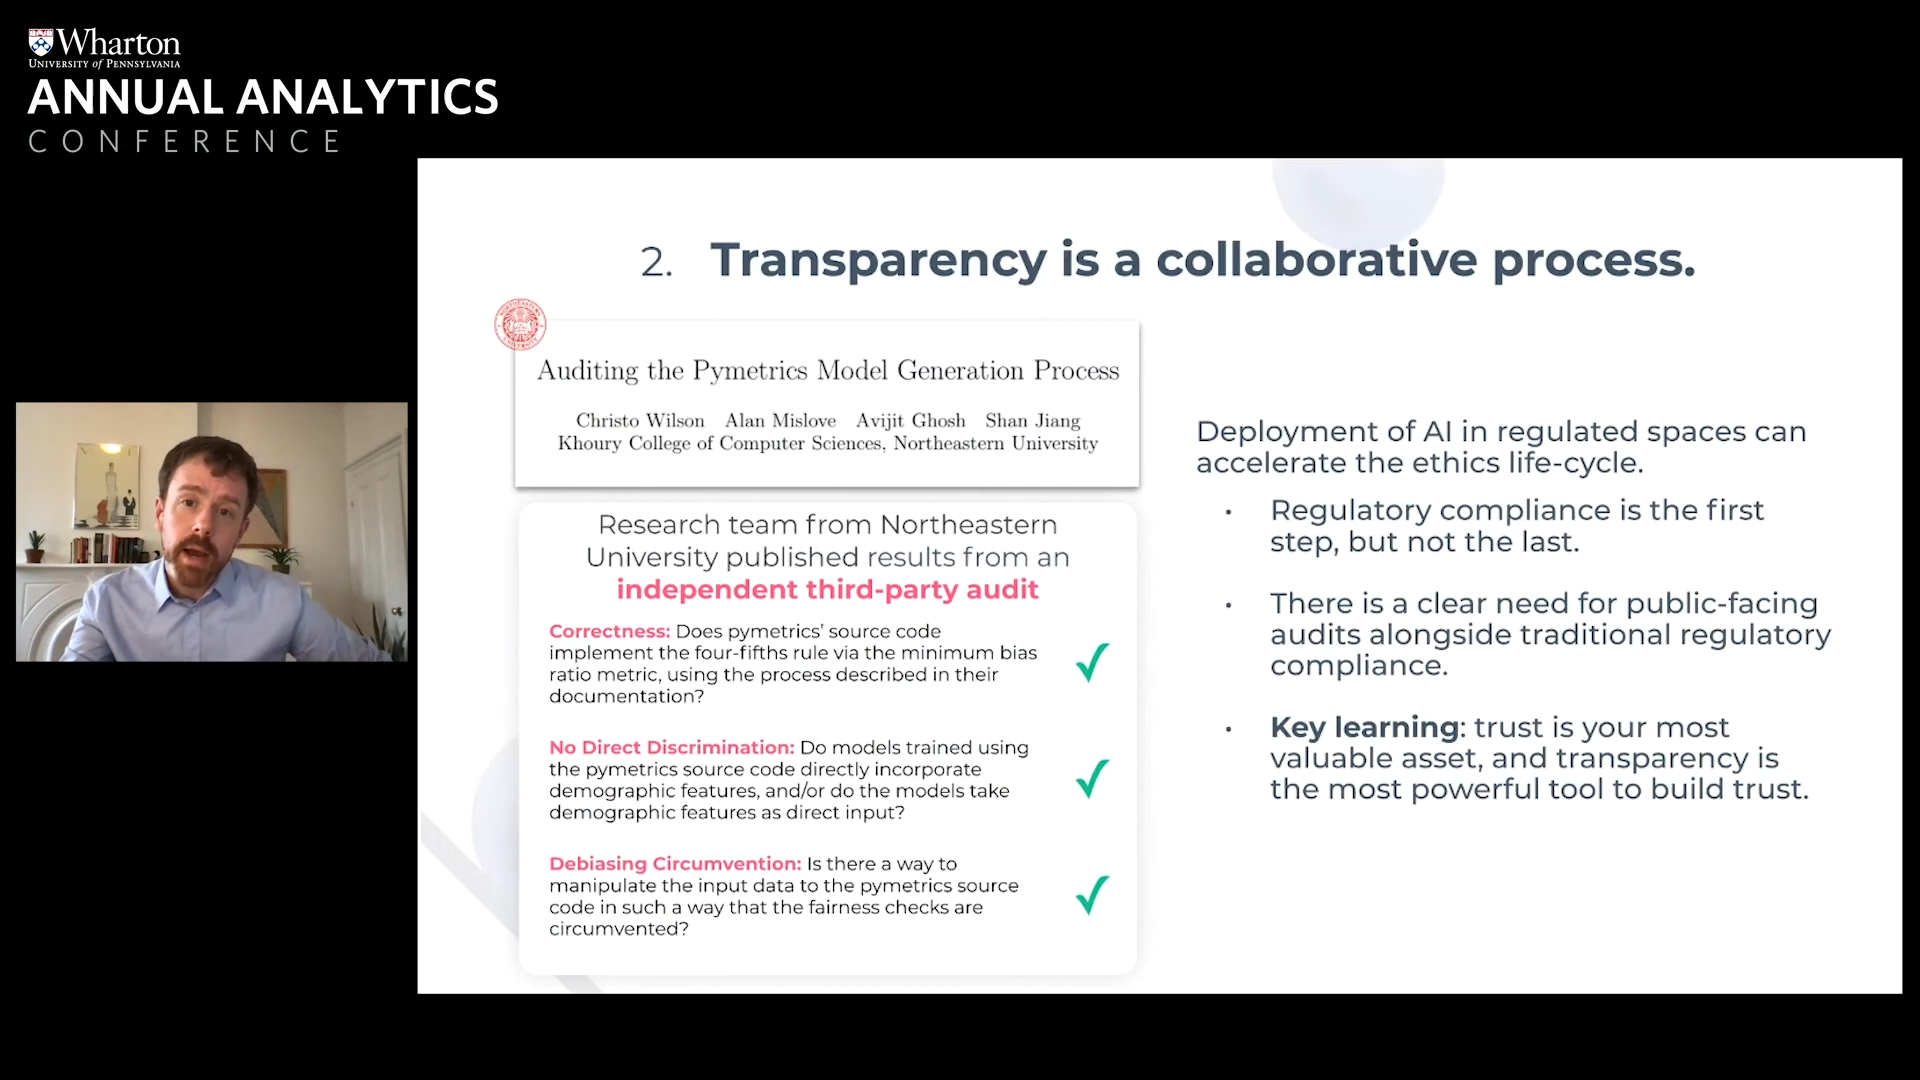 Wharton
UNIVERSITY of PENNSYLVANIA
ANNUAL ANALYTICS
CONFERENCE
2. Transparency is a collaborative process.
NORTHEASTERN
UNIVERSITY
Auditing the Pymetrics Model Generation Process
Christo Wilson Alan Mislove Avijit Ghosh Shan Jiang
Khoury College of Computer Sciences, Northeastern University
Research team from Northeastern
University published results from an
independent third-party audit
Correctness: Does pymetrics’ source code
implement the four-fifths rule via the minimum bias
ratio metric, using the process described in their
documentation?
No Direct Discrimination: Do models trained using
the pymetrics source code directly incorporate
demographic features, and/or do the models take
demographic features as direct input?
Debiasing Circumvention: Is there a way to
manipulate the input data to the pymetrics source
code in such a way that the fairness checks are
circumvented?
Deployment of AI in regulated spaces can
accelerate the ethics life-cycle.
• Regulatory compliance is the first
step, but not the last.
• There is a clear need for public-facing
audits alongside traditional regulatory
compliance.
• Key learning: trust is your most
valuable asset, and transparency is
the most powerful tool to build trust.